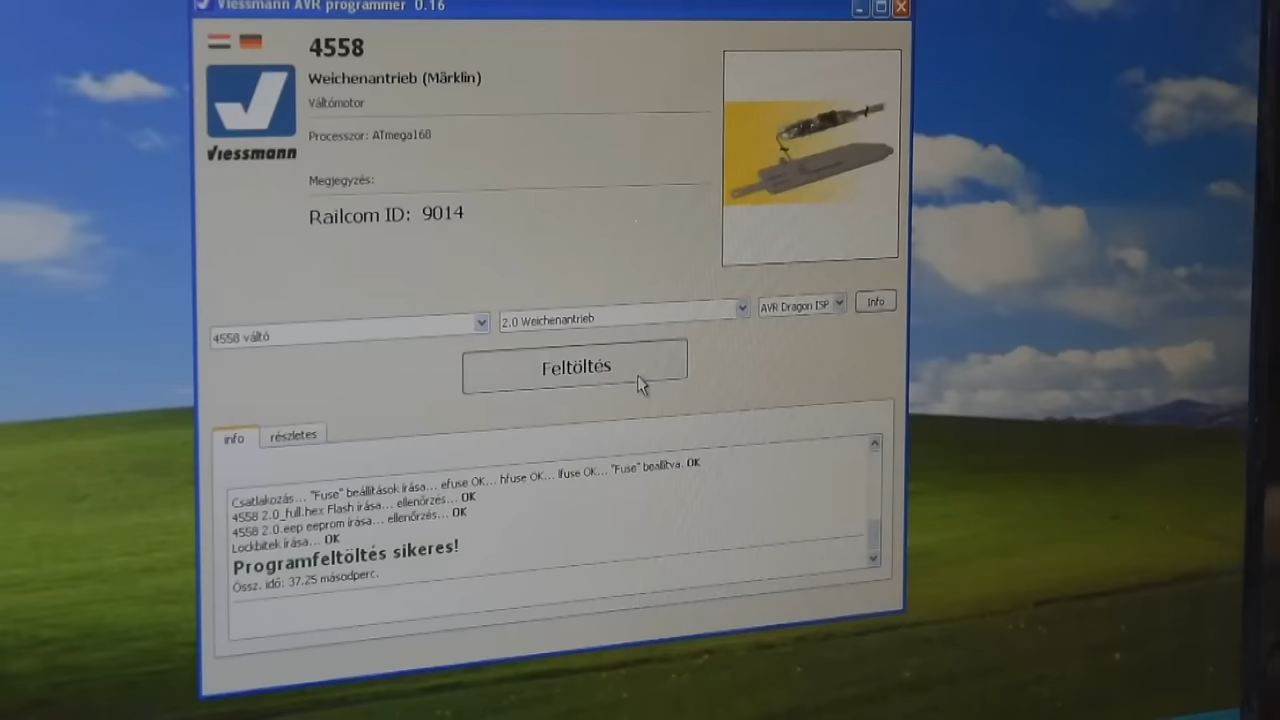 Viessmann AVR programmer 0.16
4558
Weichenantrieb (Märklin)
Váltómotor
Viessmann
Processzor: ATmega168
Megjegyzés:
Railcom ID: 9014
4558 váltó
2.0 Weichenantrieb
AVR Dragon ISP
Info
Feltöltés
info
részletes
Csatlakozás... "Fuse" beállítások írása... efuse OK... hfuse OK... lfuse OK... "Fuse" beállítva. OK
4558 2.0_full.hex Flash írása... ellenőrzés... OK
4558 2.0.eep eeprom írása... ellenőrzés... OK
Lockbitek írása... OK
Programfeltöltés sikeres!
Össz. idő: 37.25 másodperc.